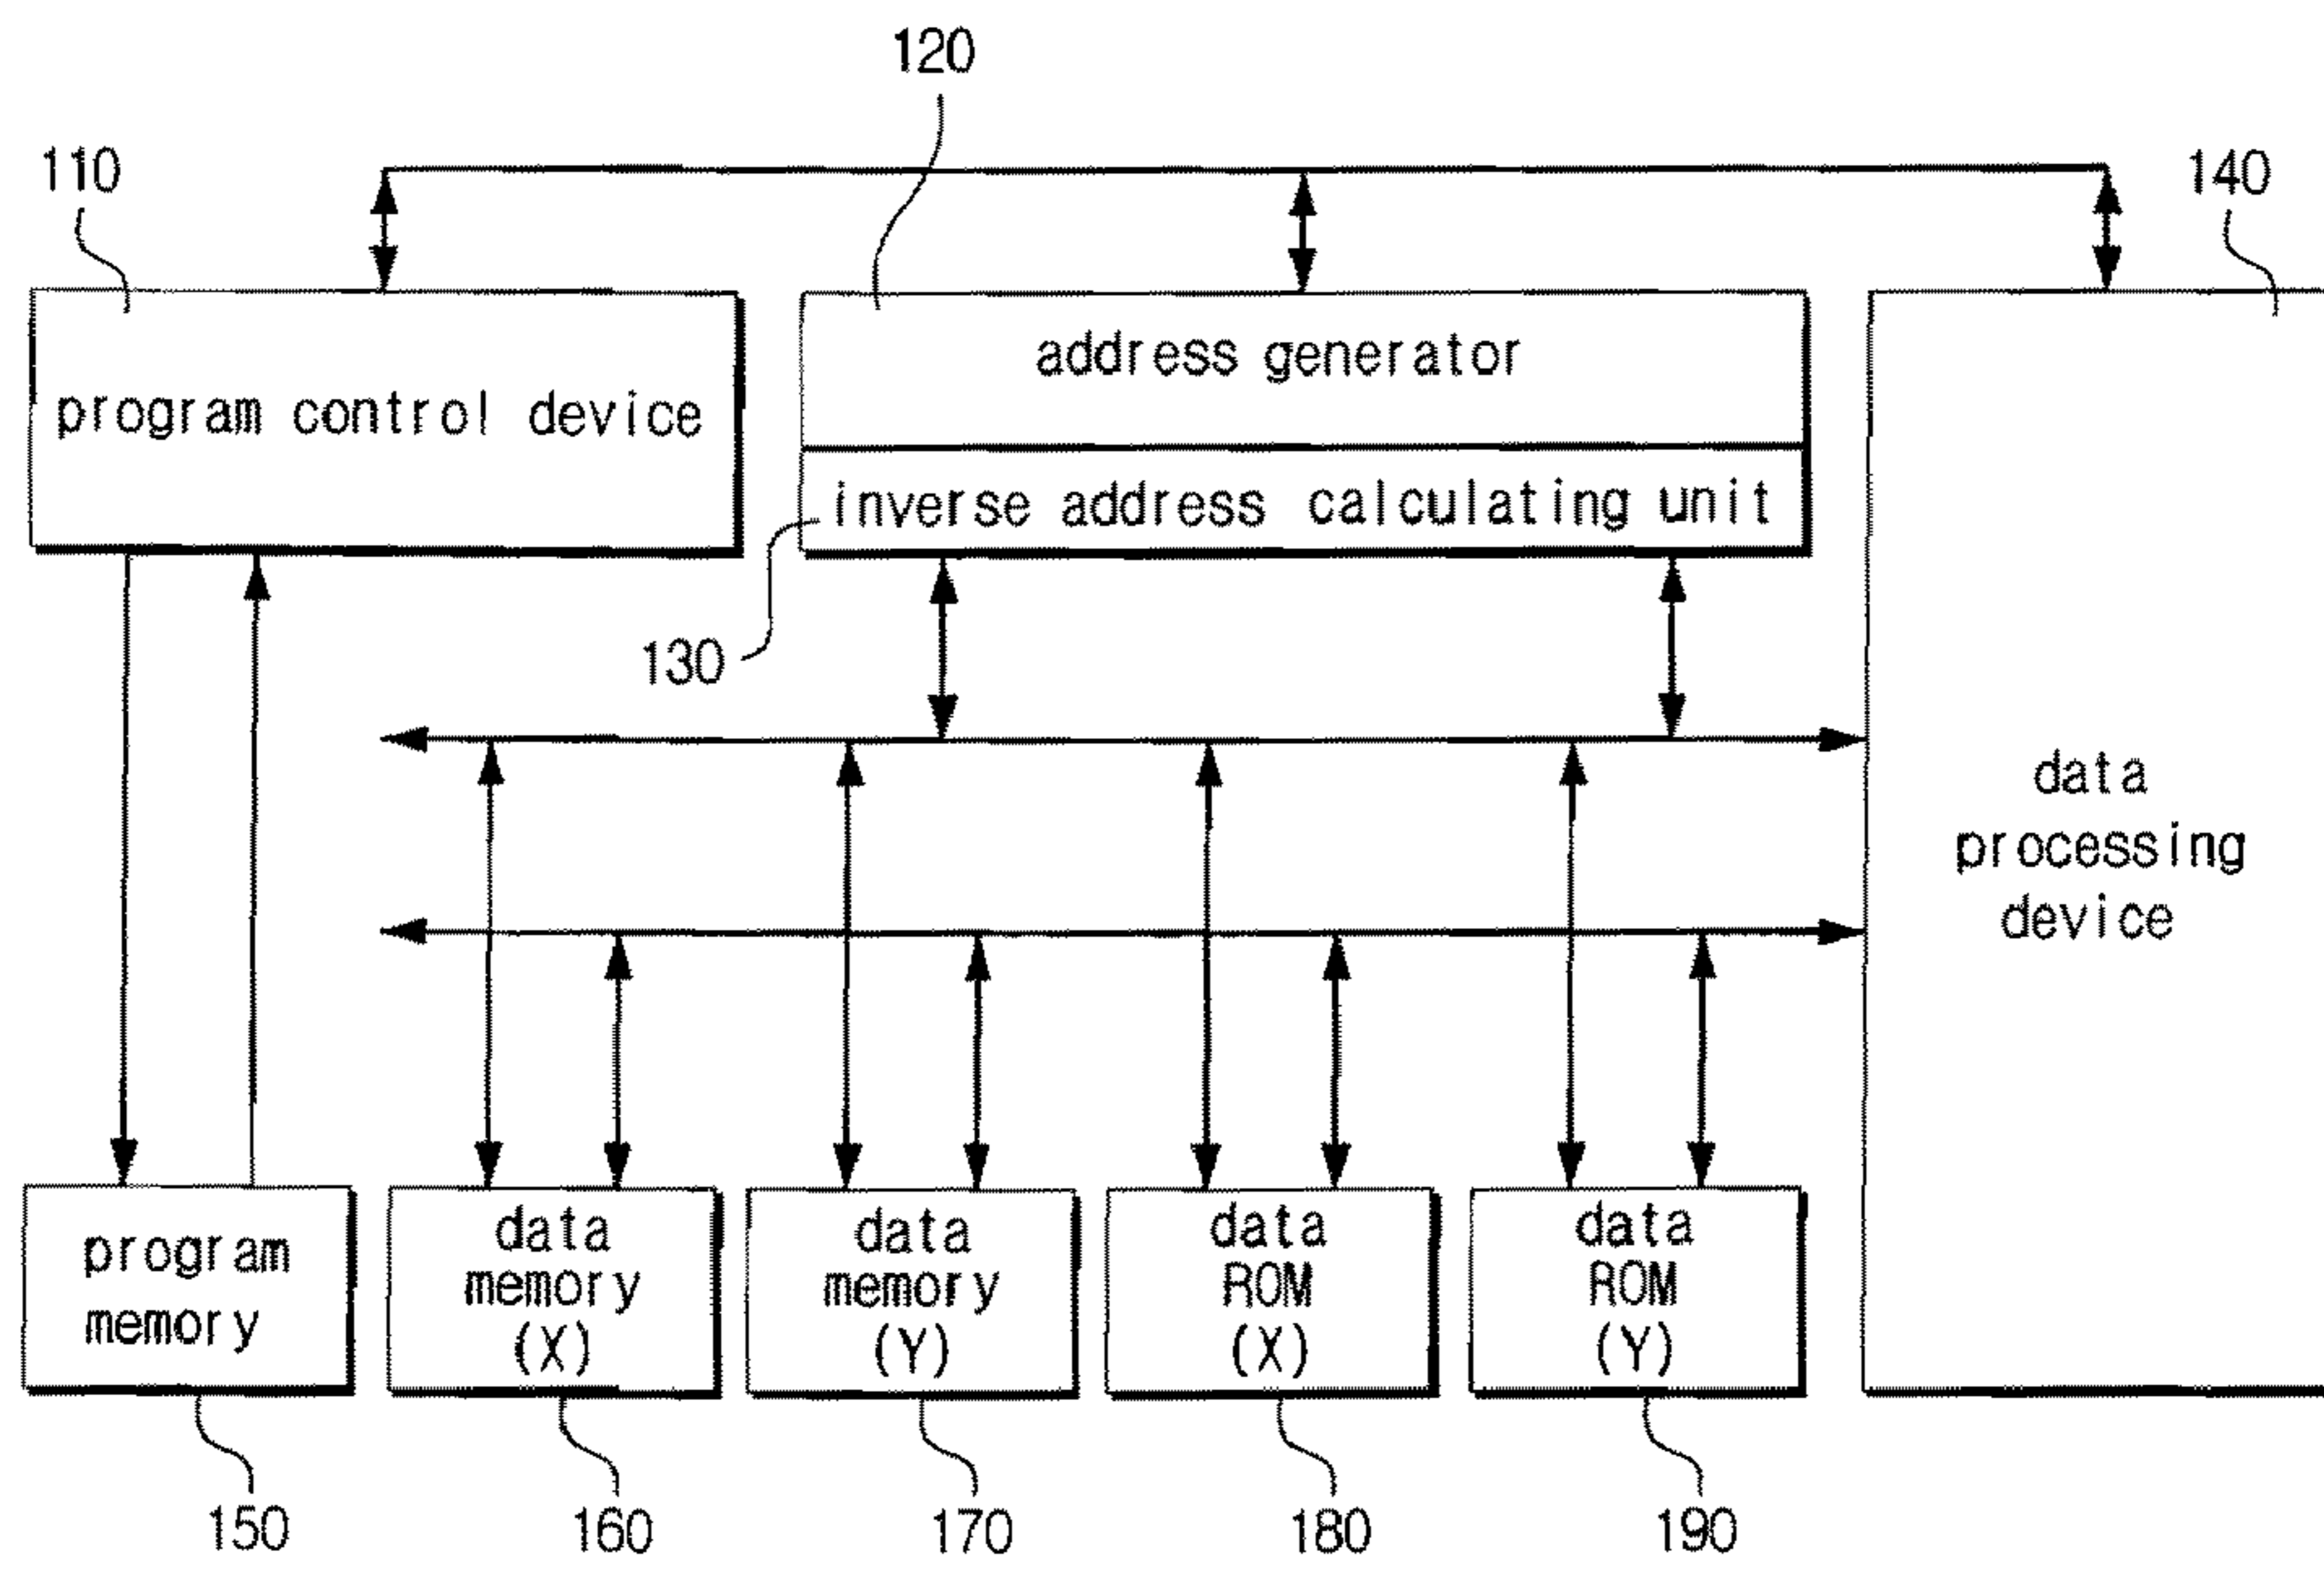 120
110
140
address generator
program control device
inverse address calculating unit
130
data
processing
device
program
memory
data
memory
(X)
data
memory
(Y)
data
ROM
(X)
data
ROM
(Y)
150
160
170
180
190